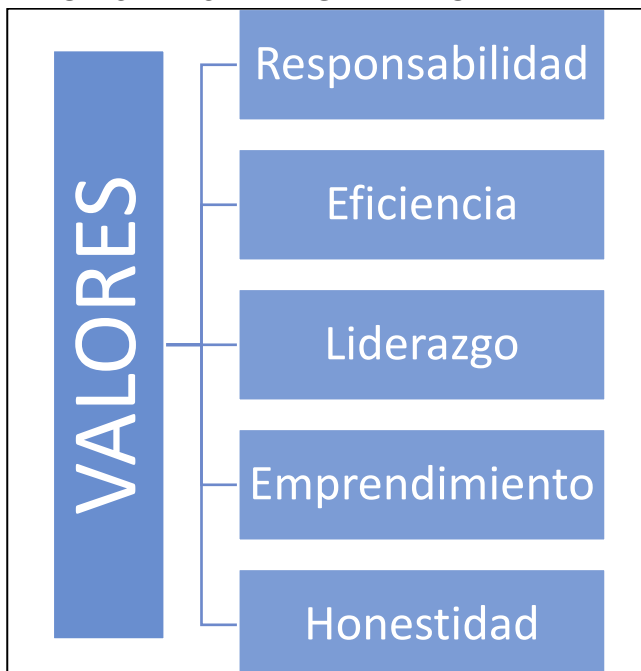 VALORES
Responsabilidad
Eficiencia
Liderazgo
Emprendimiento
Honestidad